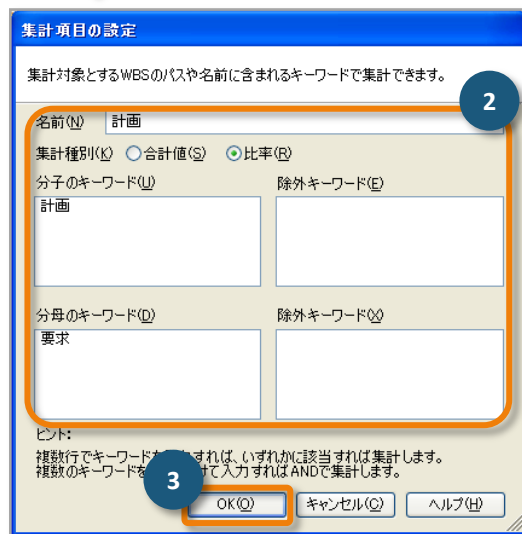 集計項目の設定
集計対象とするWBSのパスや名前に含まれるキーワードで集計できます。
2
名前(N) 計画
集計種別(K) 合計値(S) 比率(R)
分子のキーワード(U) 除外キーワード(E)
計画
分母のキーワード(D) 除外キーワード(X)
要求
ヒント:
複数行でキーワードを すれば、いずれかに該当すれば集計します。
複数のキーワードを けて入力すればANDで集計します。
3
OK(O) キャンセル(C) ヘルプ(H)